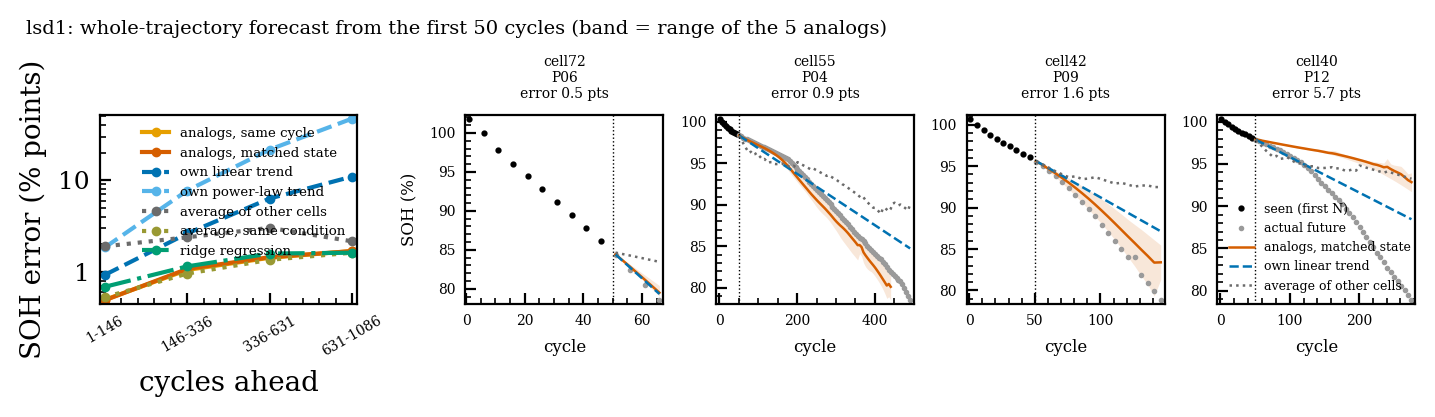 lsd1: whole-trajectory forecast from the first 50 cycles (band = range of the 5 analogs)
SOH error (% points)
10
1
analogs, same cycle
analogs, matched state
own linear trend
own power-law trend
average of other cells
average, same condition
ridge regression
1-146
146-336
336-631
631-1086
cycles ahead
cell72
P06
error 0.5 pts
SOH (%)
100
95
90
85
80
0 20 40 60
cycle
cell55
P04
error 0.9 pts
100
95
90
85
80
0 200 400
cycle
cell42
P09
error 1.6 pts
100
95
90
85
80
0 50 100
cycle
cell40
P12
error 5.7 pts
100
95
90
85
80
seen (first N)
actual future
analogs, matched state
own linear trend
average of other cells
0 100 200
cycle